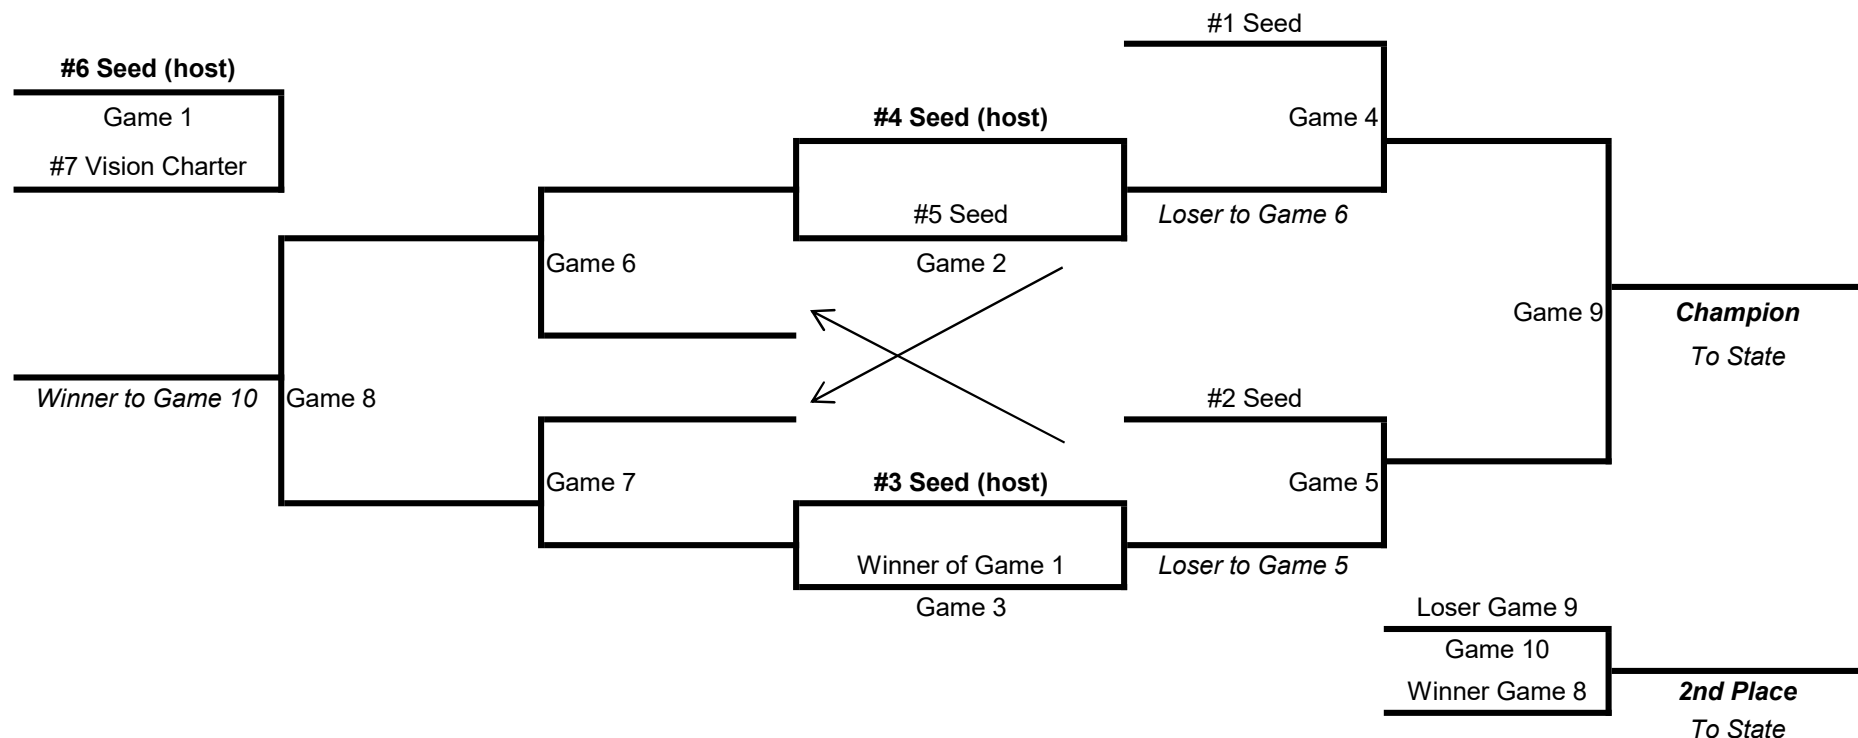 #1 Seed
#6 Seed (host)
Game 1
#4 Seed (host)
Game 4
#7 Vision Charter
#5 Seed
Loser to Game 6
Game 6
Game 2
Game 9
Champion
To State
Winner to Game 10
Game 8
#2 Seed
Game 7
#3 Seed (host)
Game 5
Winner of Game 1
Loser to Game 5
Game 3
Loser Game 9
Game 10
Winner Game 8
2nd Place
To State